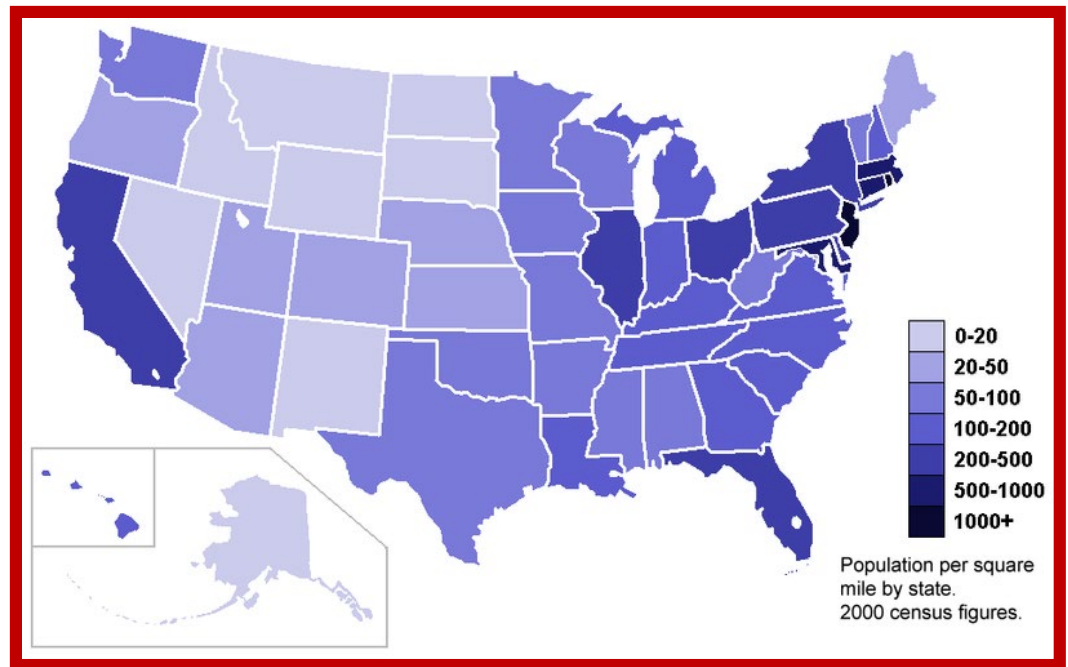 0-20
20-50
50-100
100-200
200-500
500-1000
1000+
Population per square
mile by state.
2000 census figures.